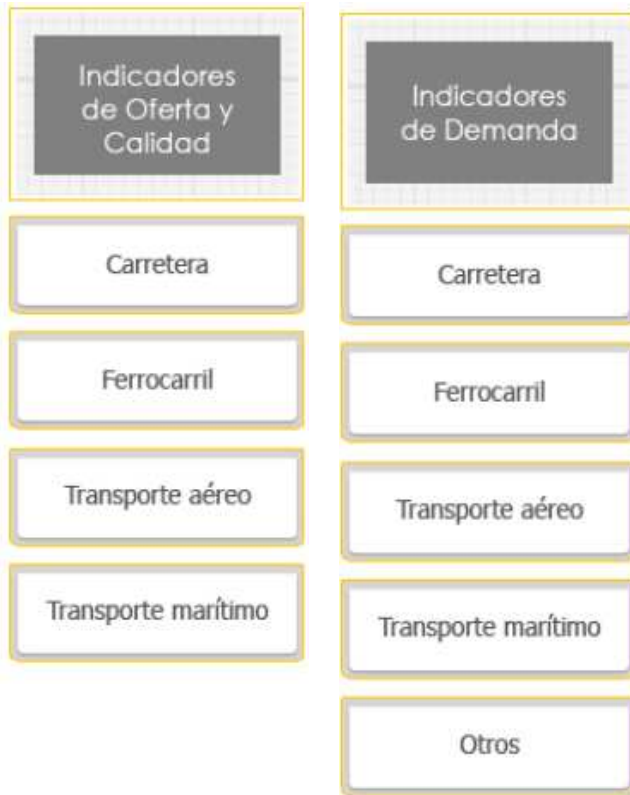 Indicadores
de Oferta y
Calidad
Carretera
Ferrocarril
Transporte aéreo
Transporte marítimo
Indicadores
de Demanda
Carretera
Ferrocarril
Transporte aéreo
Transporte marítimo
Otros